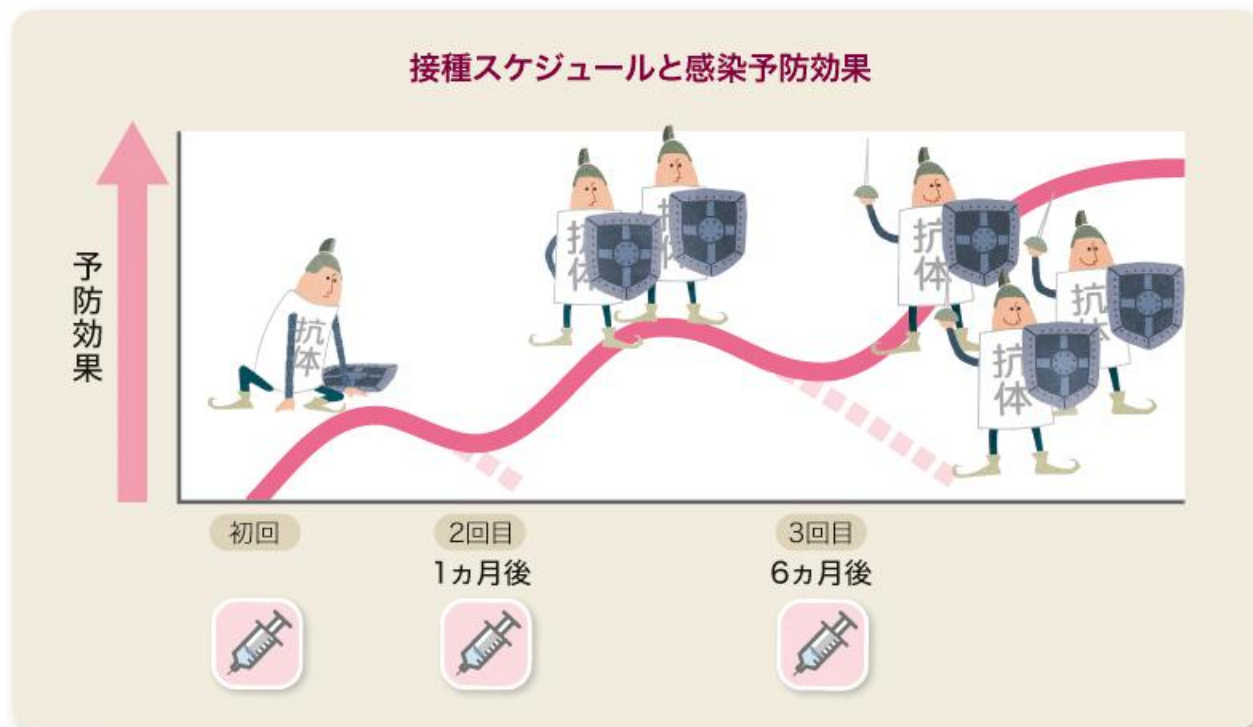 接種スケジュールと感染予防効果
予防効果
抗体
抗体
抗体
抗体
抗体
抗体
初回
2回目
1ヵ月後
3回目
6ヵ月後